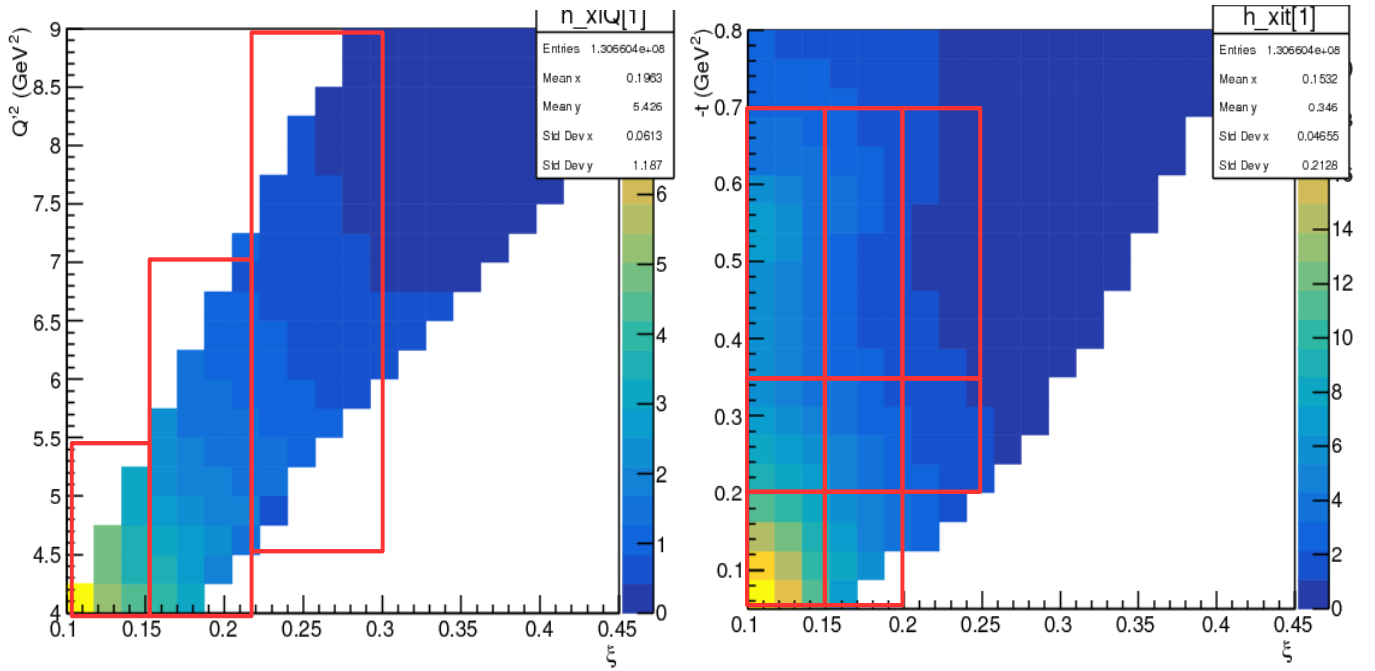 h_xiQ[1]
Entries 1.306604e+08
Mean x 0.1963
Mean y 5.426
Std Dev x 0.0613
Std Dev y 1.187
Q'2 (GeV2)
9
8.5
8
7.5
7
6.5
6
5.5
5
4.5
4
0.1 0.15 0.2 0.25 0.3 0.35 0.4 0.45
ξ
6
5
4
3
2
1
0
h_xit[1]
Entries 1.306604e+08
Mean x 0.1532
Mean y 0.346
Std Dev x 0.04655
Std Dev y 0.2128
-t (GeV2)
0.8
0.7
0.6
0.5
0.4
0.3
0.2
0.1
0.1 0.15 0.2 0.25 0.3 0.35 0.4 0.45
ξ
14
12
10
8
6
4
2
0